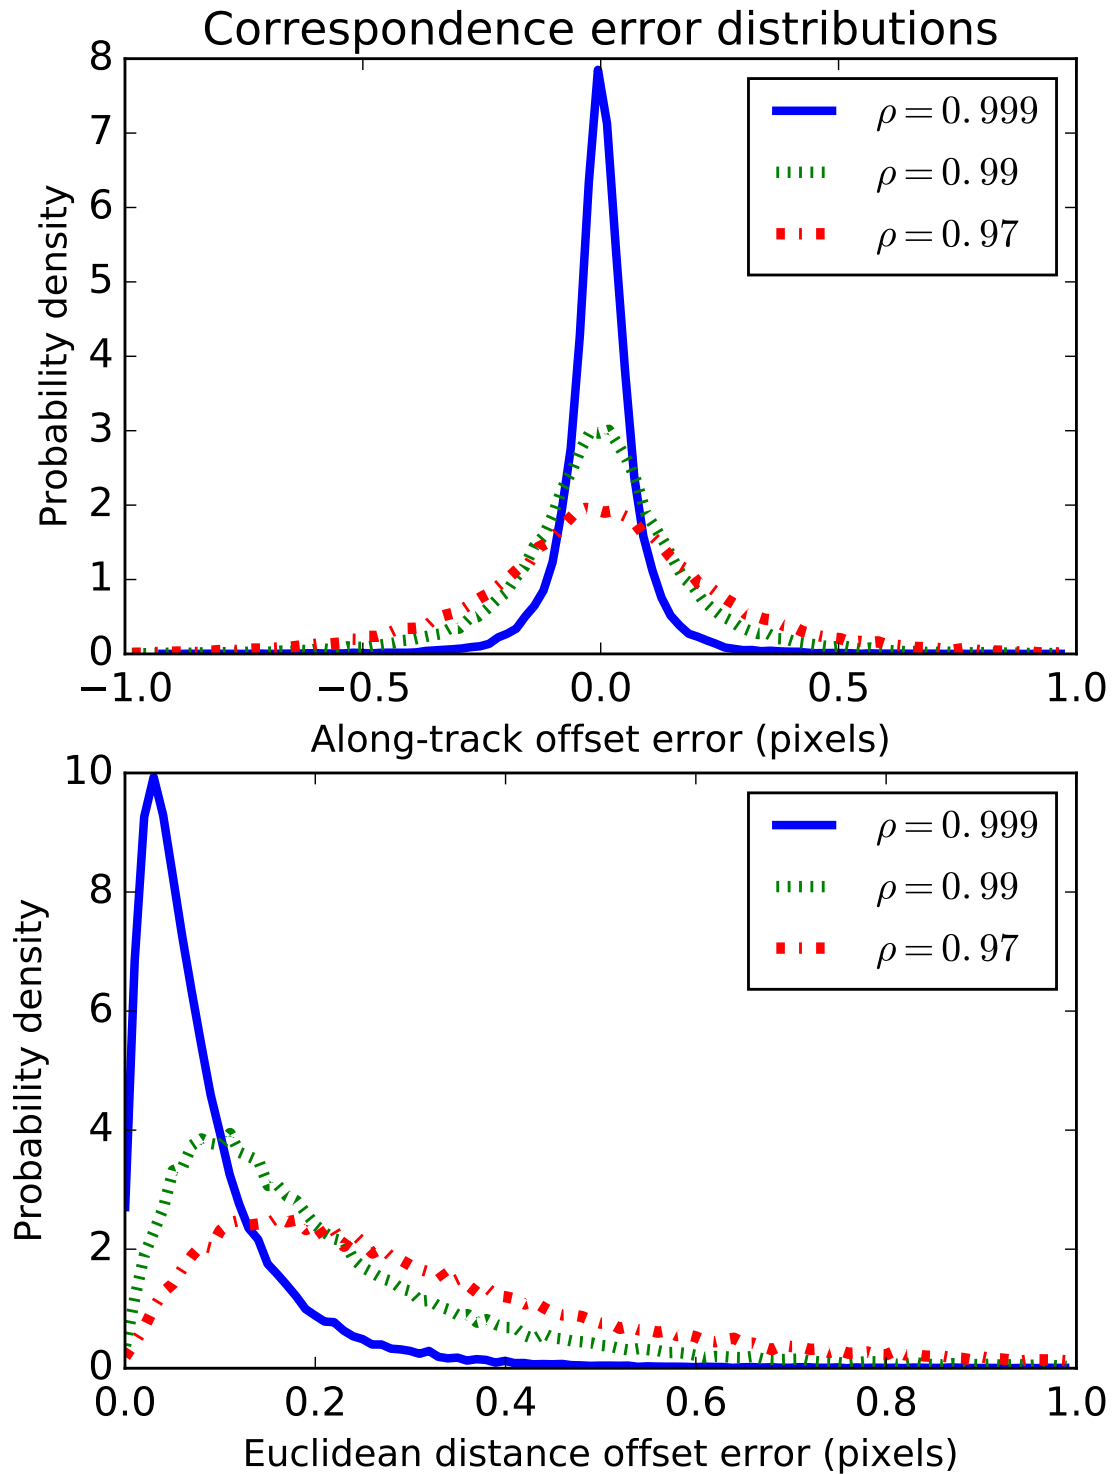 Correspondence error distributions
8
7
6
5
4
3
2
1
0
Probability density
ρ = 0.999
ρ = 0.99
ρ = 0.97
−1.0 −0.5 0.0 0.5 1.0
Along-track offset error (pixels)
10
8
6
4
2
0
Probability density
ρ = 0.999
ρ = 0.99
ρ = 0.97
0.0 0.2 0.4 0.6 0.8 1.0
Euclidean distance offset error (pixels)